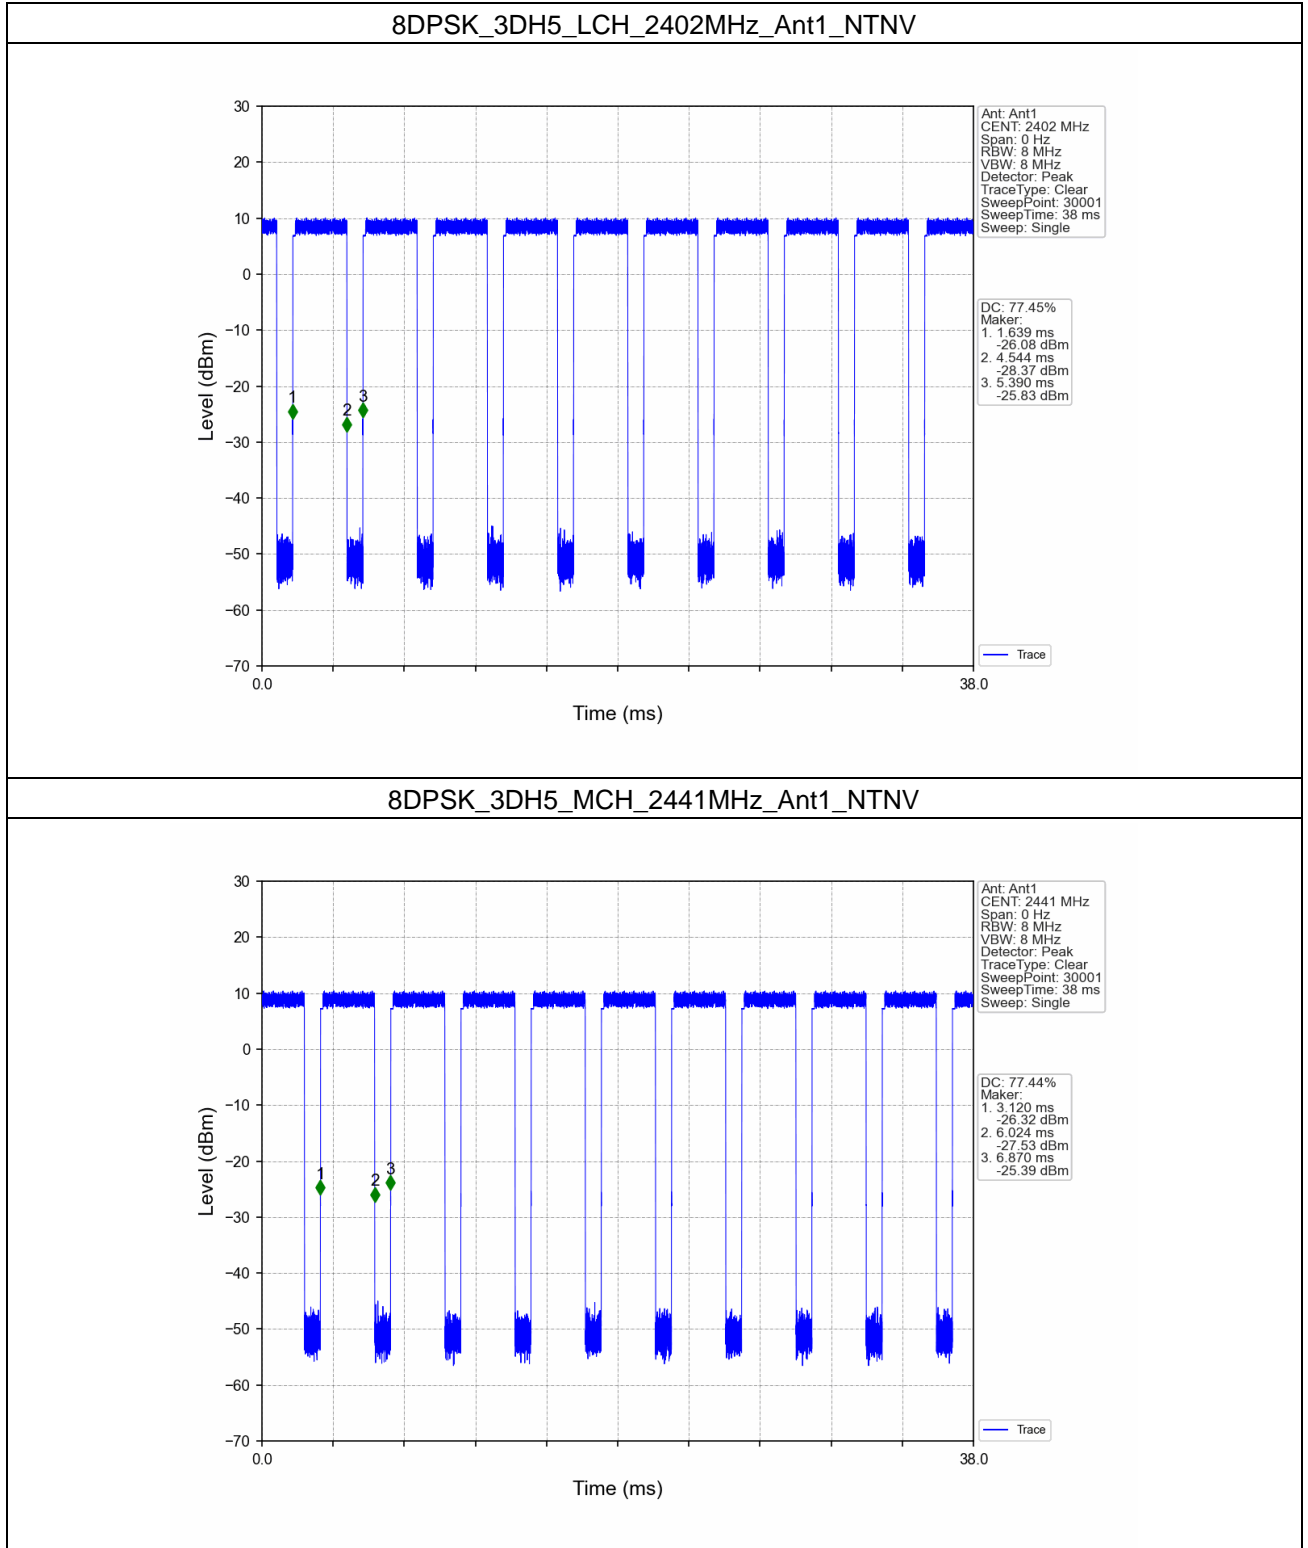 8DPSK_3DH5_LCH_2402MHz_Ant1_NTNV
30
20
10
0
−10
−20
−30
−40
−50
−60
−70
Level (dBm)
0.0
38.0
Time (ms)
1
2
3
Ant: Ant1
CENT: 2402 MHz
Span: 0 Hz
RBW: 8 MHz
VBW: 8 MHz
Detector: Peak
TraceType: Clear
SweepPoint: 30001
SweepTime: 38 ms
Sweep: Single
DC: 77.45%
Maker:
1. 1.639 ms
-26.08 dBm
2. 4.544 ms
-28.37 dBm
3. 5.390 ms
-25.83 dBm
Trace
8DPSK_3DH5_MCH_2441MHz_Ant1_NTNV
30
20
10
0
−10
−20
−30
−40
−50
−60
−70
Level (dBm)
0.0
38.0
Time (ms)
1
2
3
Ant: Ant1
CENT: 2441 MHz
Span: 0 Hz
RBW: 8 MHz
VBW: 8 MHz
Detector: Peak
TraceType: Clear
SweepPoint: 30001
SweepTime: 38 ms
Sweep: Single
DC: 77.44%
Maker:
1. 3.120 ms
-26.32 dBm
2. 6.024 ms
-27.53 dBm
3. 6.870 ms
-25.39 dBm
Trace